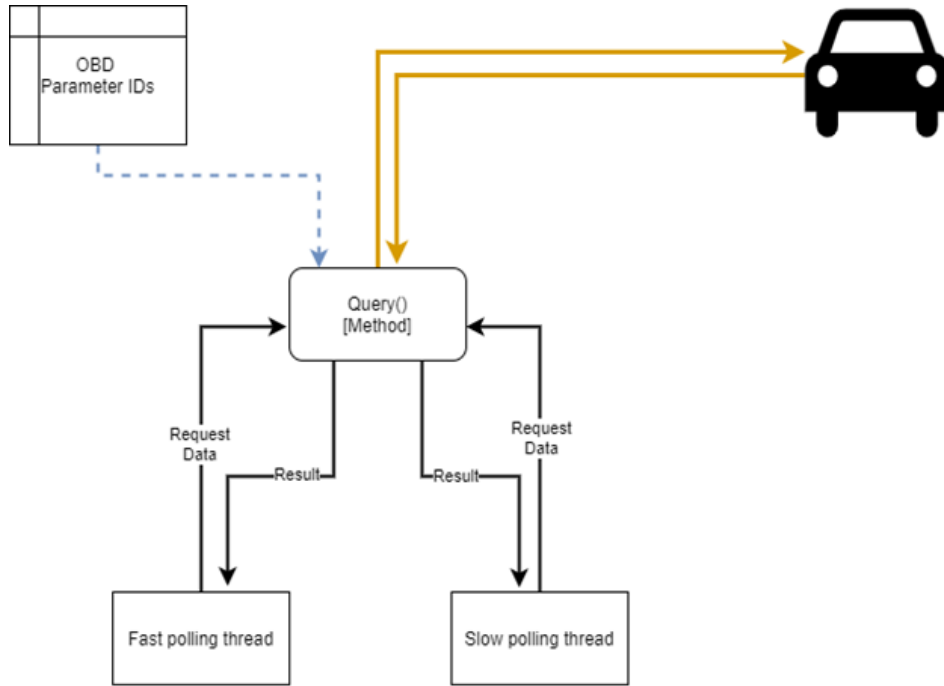 OBD
Parameter IDs
Query()
[Method]
Request
Data
Request
Data
Result
Result
Fast polling thread
Slow polling thread